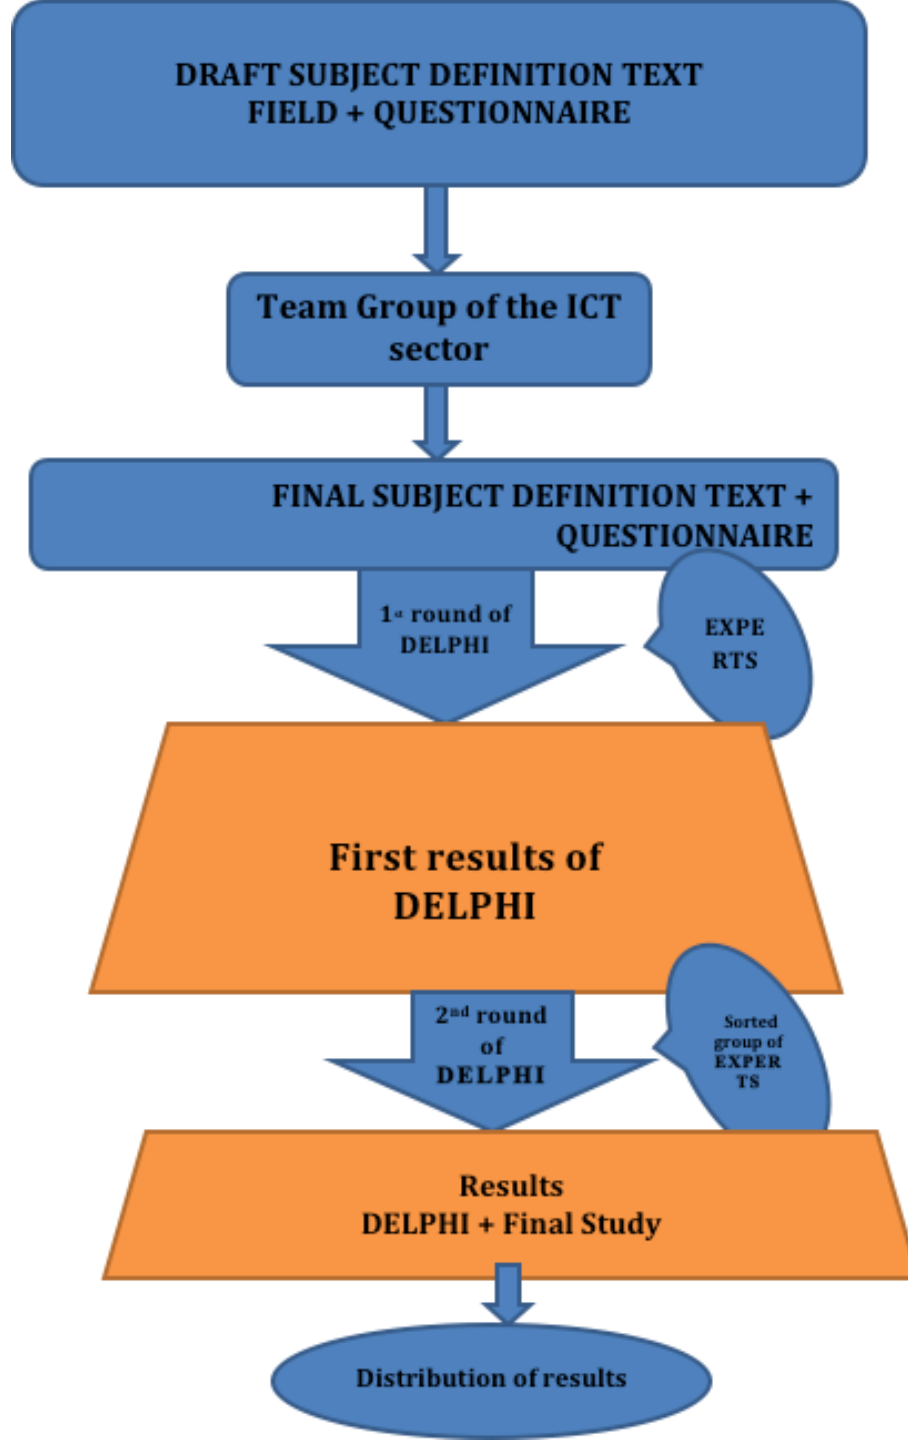 DRAFT SUBJECT DEFINITION TEXT
FIELD + QUESTIONNAIRE
Team Group of the ICT
sector
FINAL SUBJECT DEFINITION TEXT +
QUESTIONNAIRE
1st round of
DELPHI
EXPE
RTS
First results of
DELPHI
2nd round
of
DELPHI
Sorted
group of
EXPER
TS
Results
DELPHI + Final Study
Distribution of results